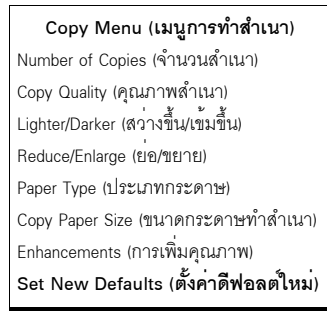 Copy Menu (เมนูการทำสำเนา)
Number of Copies (จำนวนสำเนา)
Copy Quality (คุณภาพสำเนา)
Lighter/Darker (สว่างขึ้น/เข้มขึ้น)
Reduce/Enlarge (ย่อ/ขยาย)
Paper Type (ประเภทกระดาษ)
Copy Paper Size (ขนาดกระดาษทำสำเนา)
Enhancements (การเพิ่มคุณภาพ)
Set New Defaults (ตั้งค่าดีฟอลต์ใหม่)